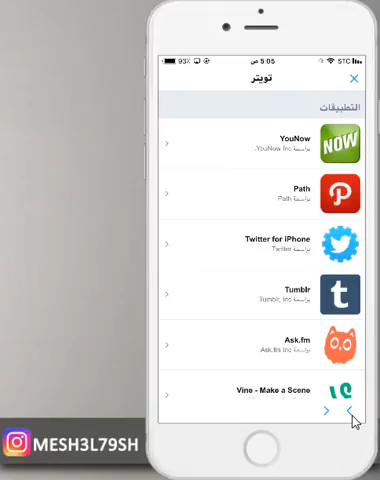 93%
5:05 ص
STC
تويتر
التطبيقات
YouNow
بواسطة YouNow Inc.
NOW
Path
بواسطة Path
Twitter for iPhone
بواسطة Twitter
Tumblr
بواسطة Tumblr, Inc.
t
Ask.fm
بواسطة Ask.fm Inc
Vine - Make a Scene
MESH3L79SH